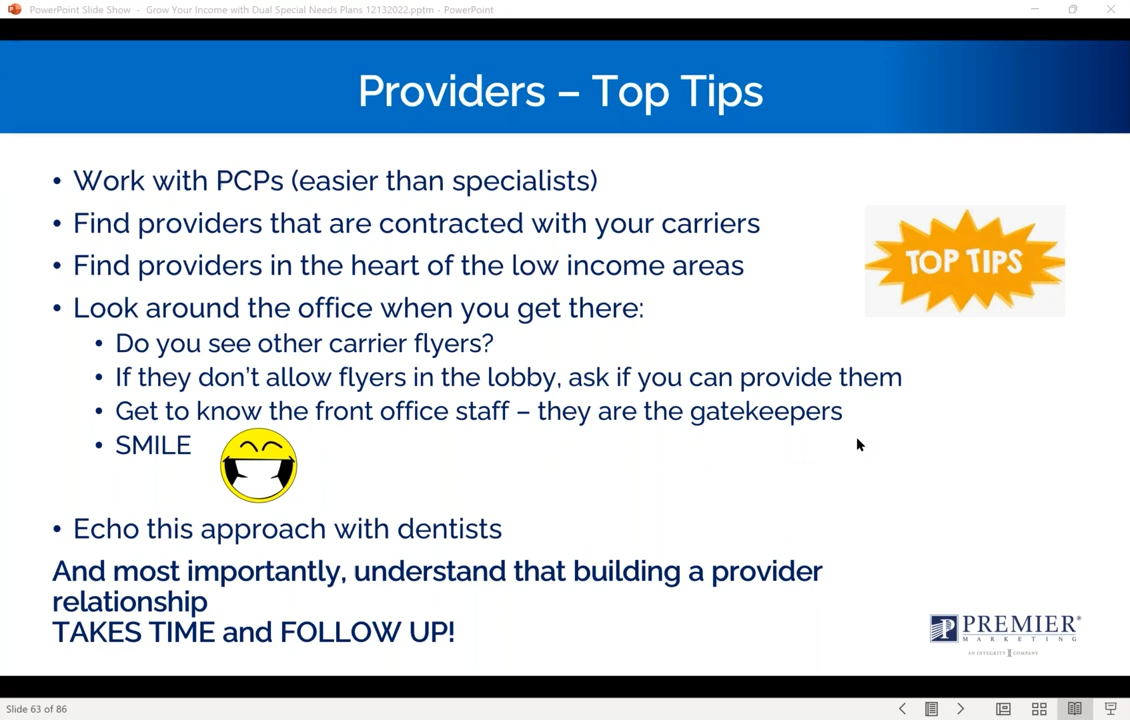 PowerPoint Slide Show - Grow Your Income with Dual Special Needs Plans 12132022.pptm - PowerPoint
Providers – Top Tips
• Work with PCPs (easier than specialists)
• Find providers that are contracted with your carriers
• Find providers in the heart of the low income areas
TOP TIPS
• Look around the office when you get there:
• Do you see other carrier flyers?
• If they don’t allow flyers in the lobby, ask if you can provide them
• Get to know the front office staff – they are the gatekeepers
• SMILE
• Echo this approach with dentists
And most importantly, understand that building a provider
relationship
TAKES TIME and FOLLOW UP!
PREMIER®
MARKETING
AN INTEGRITY COMPANY
Slide 63 of 86